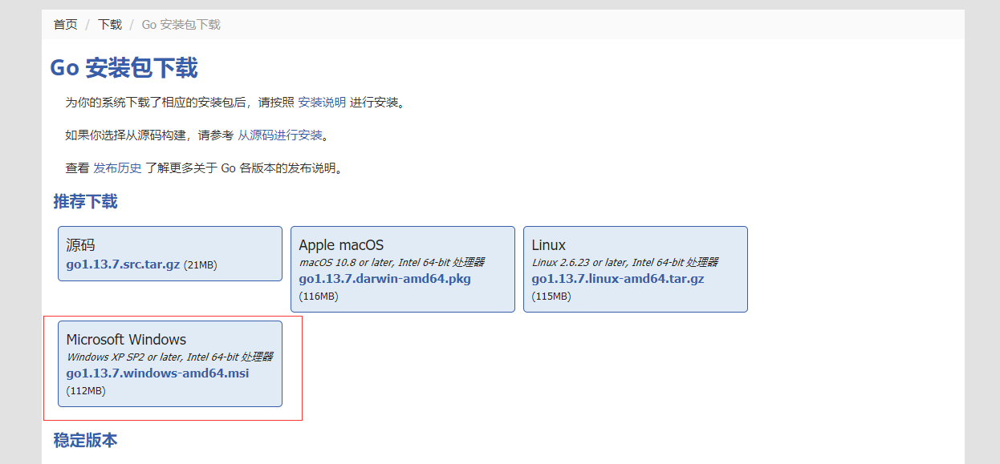 首页 / 下载 / Go 安装包下载
Go 安装包下载
为你的系统下载了相应的安装包后，请按照 安装说明 进行安装。
如果你选择从源码构建，请参考 从源码进行安装。
查看 发布历史 了解更多关于 Go 各版本的发布说明。
推荐下载
源码
go1.13.7.src.tar.gz (21MB)
Apple macOS
macOS 10.8 or later, Intel 64-bit 处理器
go1.13.7.darwin-amd64.pkg
(116MB)
Linux
Linux 2.6.23 or later, Intel 64-bit 处理器
go1.13.7.linux-amd64.tar.gz
(115MB)
Microsoft Windows
Windows XP SP2 or later, Intel 64-bit 处理器
go1.13.7.windows-amd64.msi
(112MB)
稳定版本